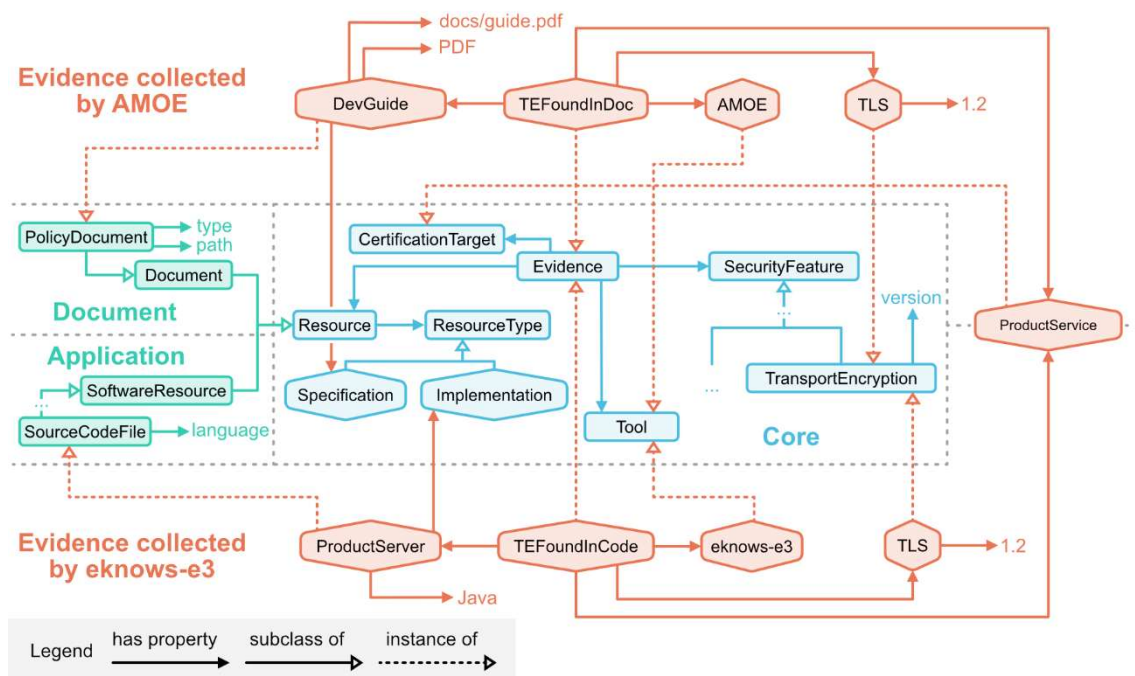 docs/guide.pdf
PDF
Evidence collected
by AMOE
DevGuide
TEFoundInDoc
AMOE
TLS
1.2
PolicyDocument
type
path
CertificationTarget
Document
Evidence
SecurityFeature
version
Document
Resource
ResourceType
...
ProductService
Application
...
SoftwareResource
Specification
Implementation
TransportEncryption
...
SourceCodeFile
language
Tool
Core
Evidence collected
by eknows-e3
ProductServer
TEFoundInCode
eknows-e3
TLS
1.2
Java
Legend
has property
subclass of
instance of